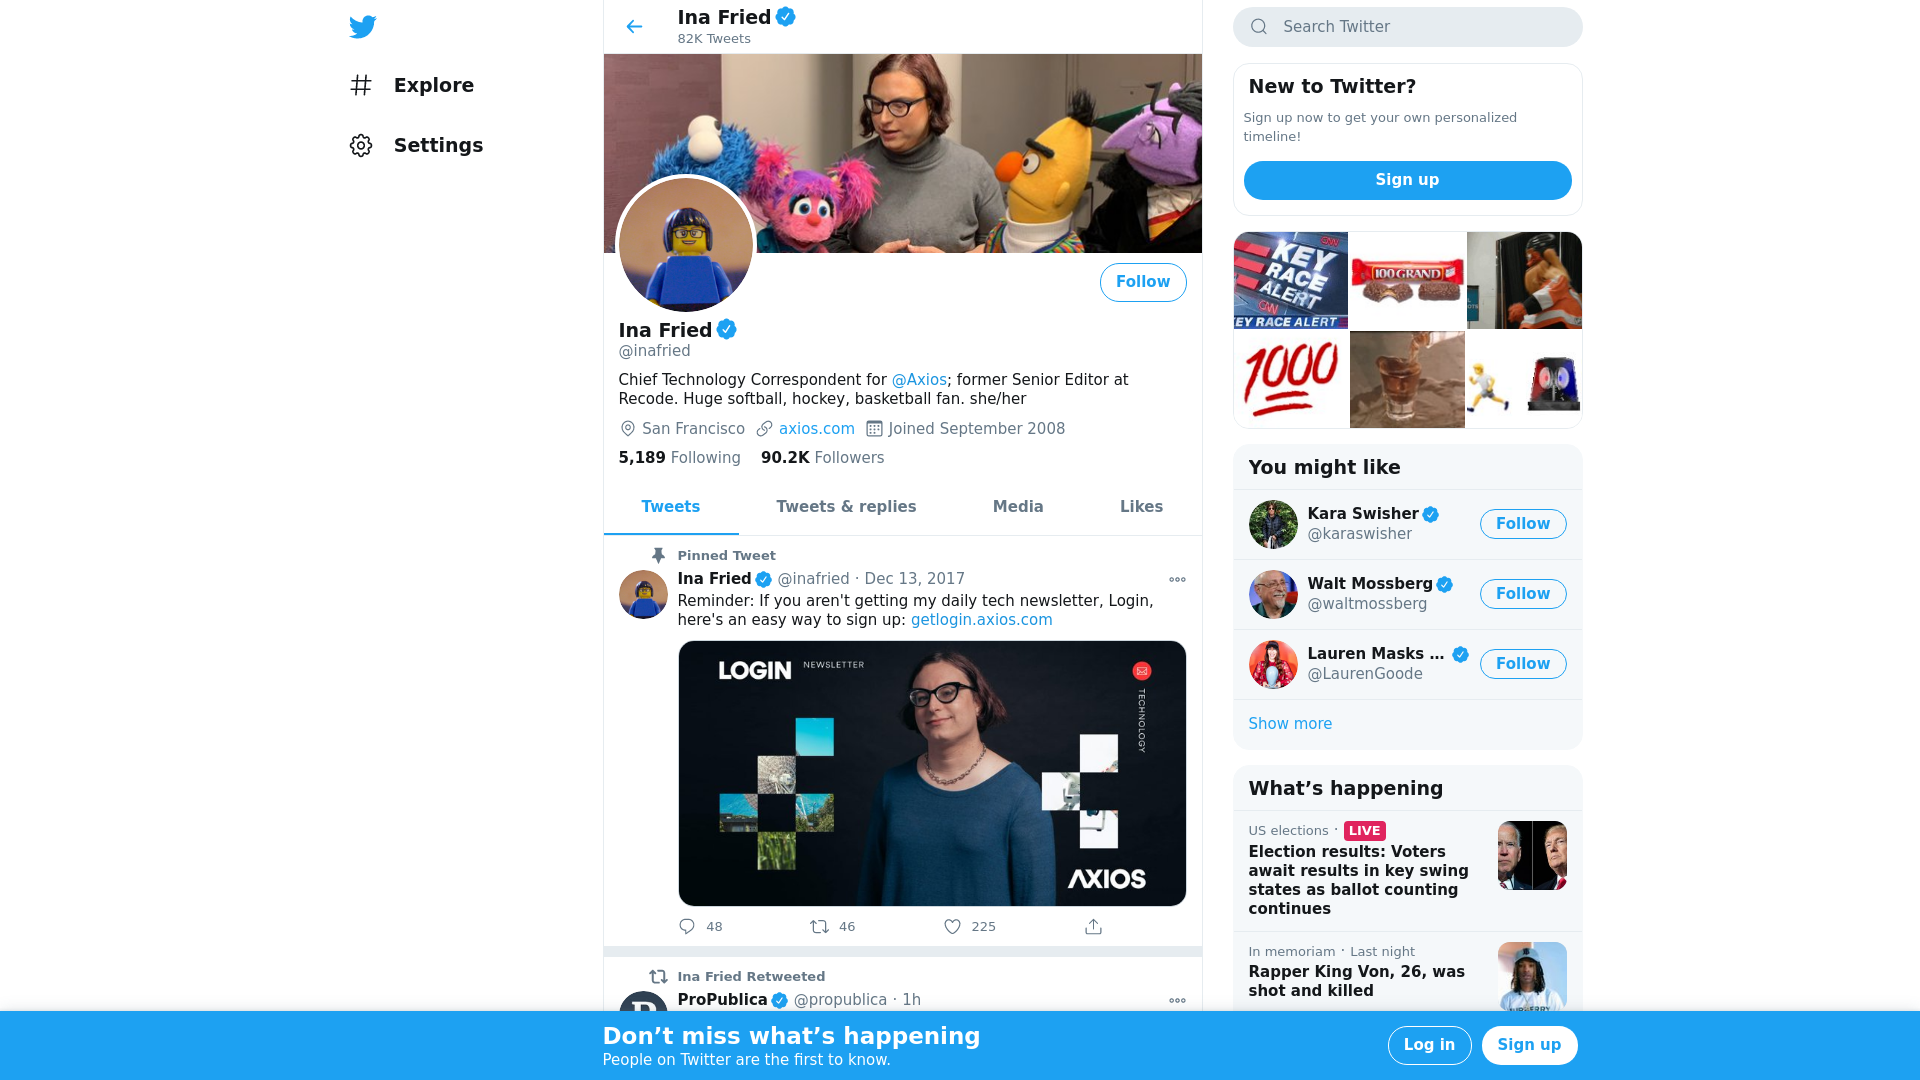 Explore
Settings
Ina Fried
82K Tweets
Follow
Ina Fried
@inafried
Chief Technology Correspondent for @Axios; former Senior Editor at
Recode. Huge softball, hockey, basketball fan. she/her
San Francisco axios.com Joined September 2008
5,189 Following 90.2K Followers
Tweets Tweets & replies Media Likes
Pinned Tweet
Ina Fried @inafried · Dec 13, 2017
Reminder: If you aren't getting my daily tech newsletter, Login,
here's an easy way to sign up: getlogin.axios.com
LOGIN NEWSLETTER
TECHNOLOGY
AXIOS
48 46 225
Ina Fried Retweeted
ProPublica @propublica · 1h
Search Twitter
New to Twitter?
Sign up now to get your own personalized
timeline!
Sign up
CNN
KEY
RACE
ALERT
CNN
EY RACE ALERT
100 GRAND
1000
You might like
Kara Swisher
@karaswisher
Follow
Walt Mossberg
@waltmossberg
Follow
Lauren Masks ...
@LaurenGoode
Follow
Show more
What’s happening
US elections · LIVE
Election results: Voters
await results in key swing
states as ballot counting
continues
In memoriam · Last night
Rapper King Von, 26, was
shot and killed
Don’t miss what’s happening
People on Twitter are the first to know.
Log in
Sign up